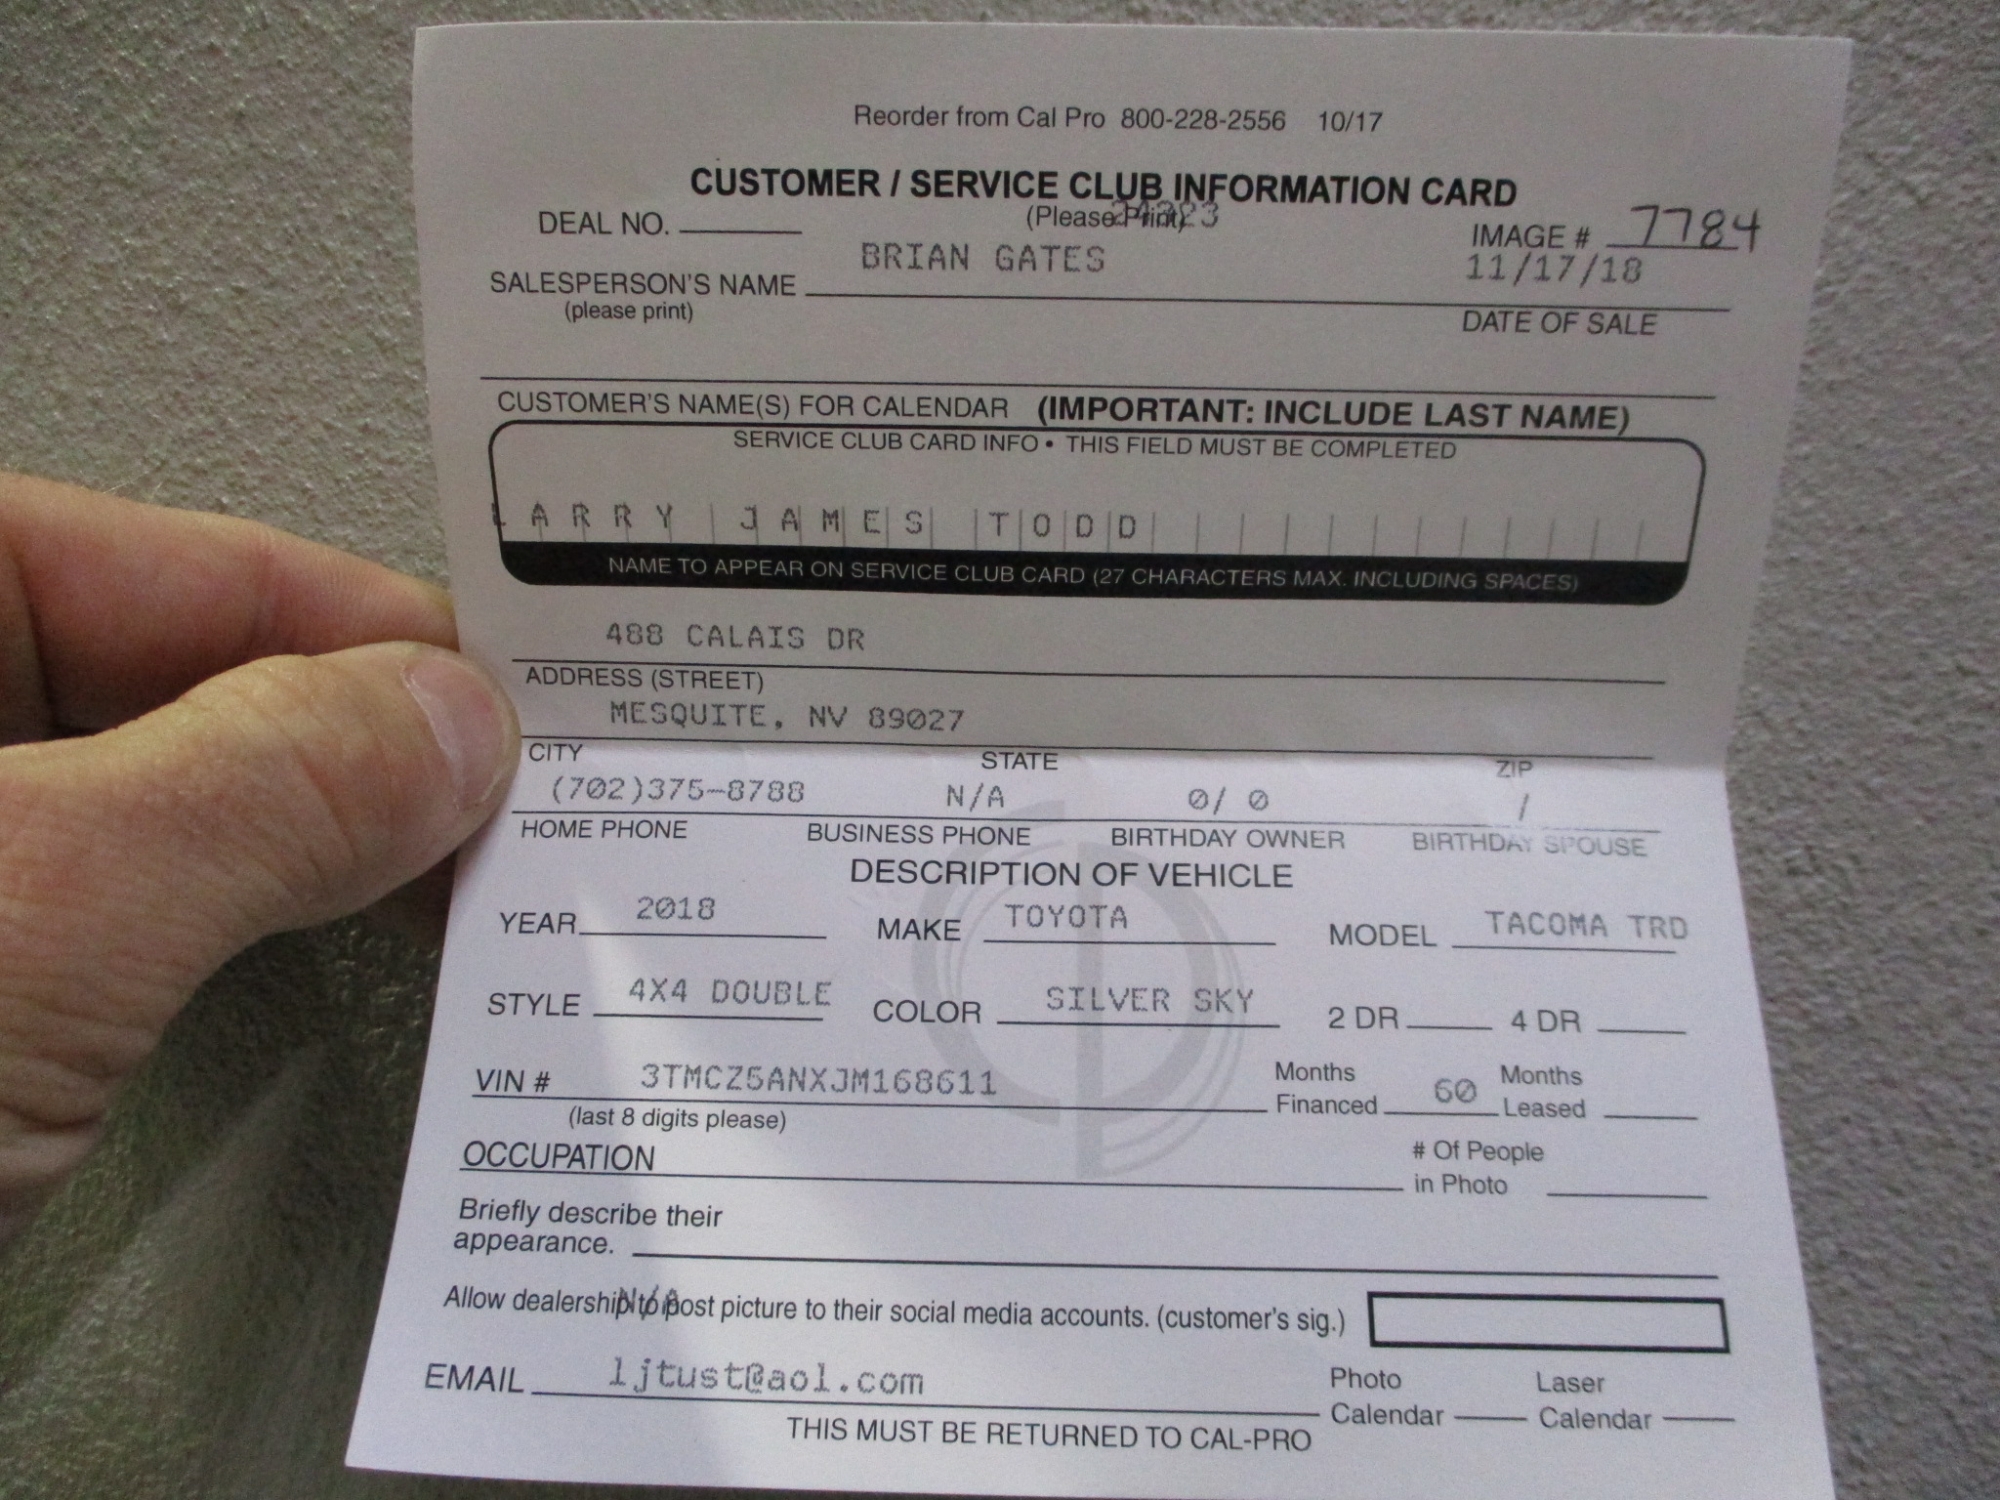 Reorder from Cal Pro 800-228-2556 10/17
CUSTOMER / SERVICE CLUB INFORMATION CARD
(Please Print)
DEAL NO. IMAGE # 7784
BRIAN GATES 11/17/18
SALESPERSON'S NAME
(please print) DATE OF SALE
CUSTOMER'S NAME(S) FOR CALENDAR (IMPORTANT: INCLUDE LAST NAME)
SERVICE CLUB CARD INFO • THIS FIELD MUST BE COMPLETED
LARRY JAMES TODD
NAME TO APPEAR ON SERVICE CLUB CARD (27 CHARACTERS MAX. INCLUDING SPACES)
488 CALAIS DR
ADDRESS (STREET)
MESQUITE, NV 89027
CITY STATE ZIP
(702)375-8788 N/A 0/ 0 /
HOME PHONE BUSINESS PHONE BIRTHDAY OWNER BIRTHDAY SPOUSE
DESCRIPTION OF VEHICLE
YEAR 2018 MAKE TOYOTA MODEL TACOMA TRD
STYLE 4X4 DOUBLE COLOR SILVER SKY 2 DR 4 DR
VIN # 3TMCZ5ANXJM168611 Months Financed 60 Months Leased
(last 8 digits please)
OCCUPATION # Of People in Photo
Briefly describe their
appearance.
N/A
Allow dealership to post picture to their social media accounts. (customer's sig.)
EMAIL ljtust@aol.com Photo Calendar Laser Calendar
THIS MUST BE RETURNED TO CAL-PRO